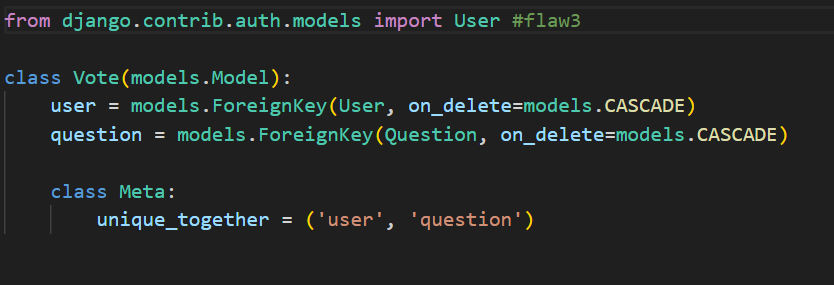 from django.contrib.auth.models import User #flaw3
class Vote(models.Model):
user = models.ForeignKey(User, on_delete=models.CASCADE)
question = models.ForeignKey(Question, on_delete=models.CASCADE)
class Meta:
unique_together = ('user', 'question')